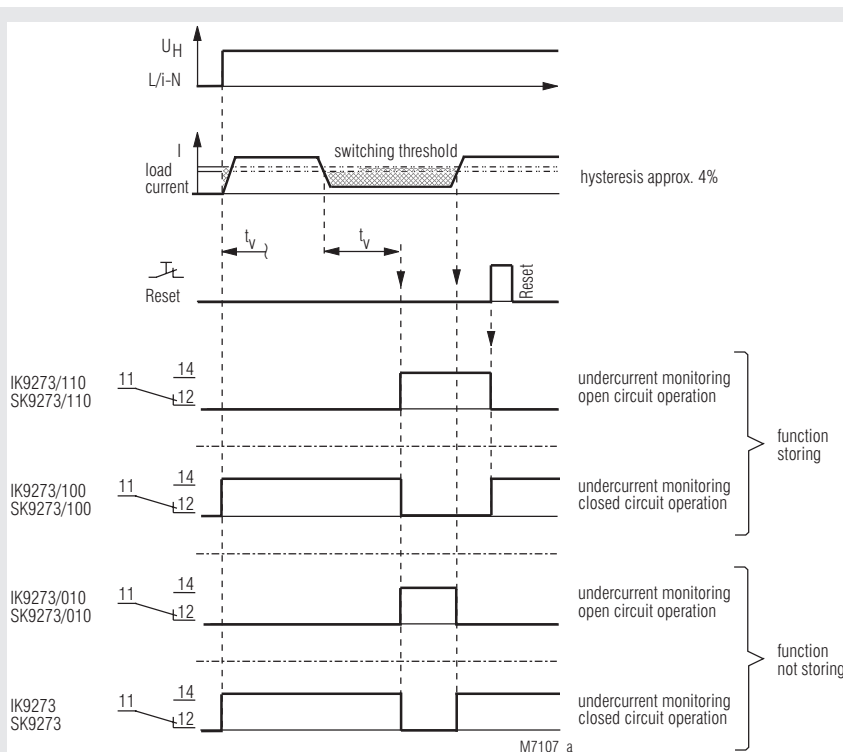 U_H
L/i-N
I
load
current
switching threshold
hysteresis approx. 4%
t_v
t_v
Reset
Reset
IK9273/110
SK9273/110
11
14
12
undercurrent monitoring
open circuit operation
function
storing
IK9273/100
SK9273/100
11
14
12
undercurrent monitoring
closed circuit operation
IK9273/010
SK9273/010
11
14
12
undercurrent monitoring
open circuit operation
function
not storing
IK9273
SK9273
11
14
12
undercurrent monitoring
closed circuit operation
M7107_a